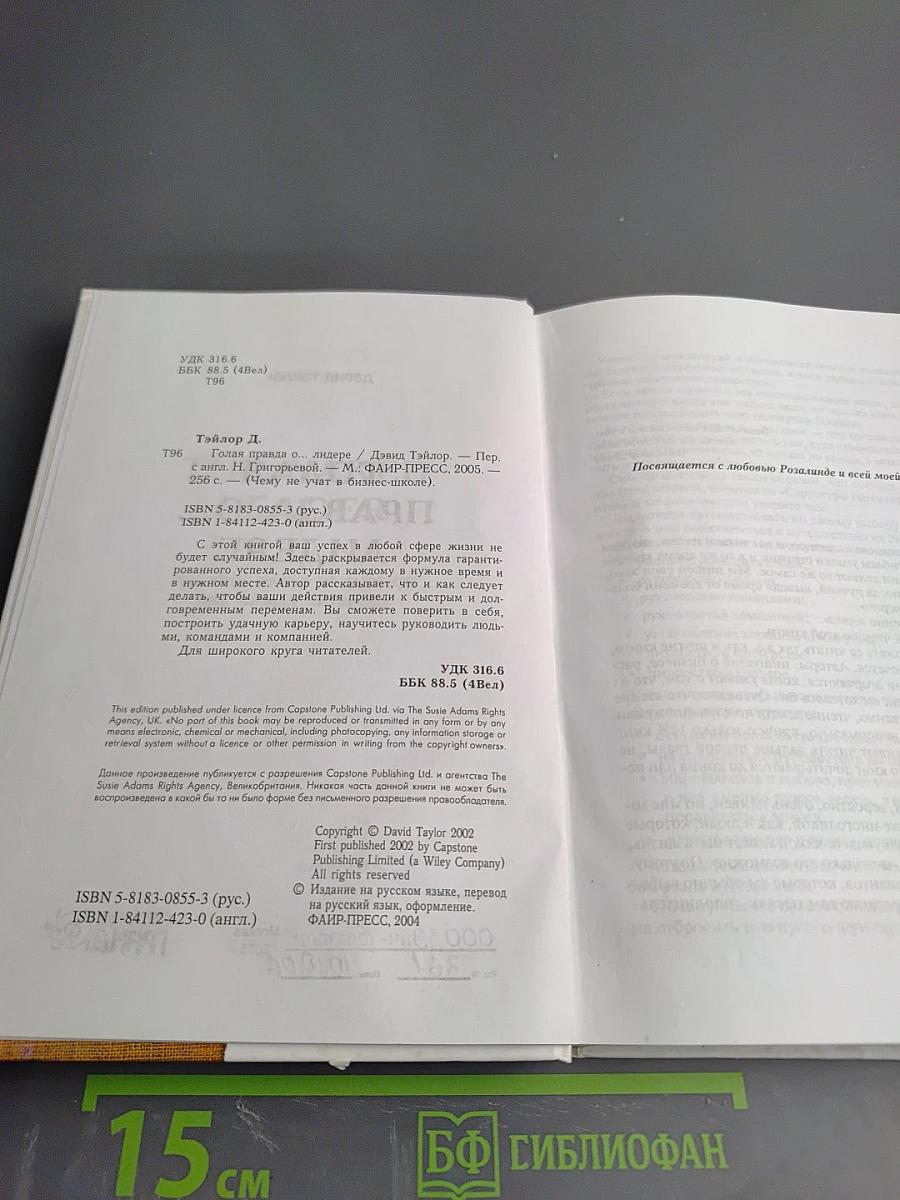 УДК 316.6
ББК 88.5 (4Вел)
Т96
Тэйлор Д.
Т96 Голая правда о... лидере / Дэвид Тэйлор. — Пер.
с англ. Н. Григорьевой. — М.: ФАИР-ПРЕСС, 2005. —
256 с. — (Чему не учат в бизнес-школе).
ISBN 5-8183-0855-3 (рус.)
ISBN 1-84112-423-0 (англ.)
С этой книгой ваш успех в любой сфере жизни не
будет случайным! Здесь раскрывается формула гаранти-
рованного успеха, доступная каждому в нужное время и
в нужном месте. Автор рассказывает, что и как следует
делать, чтобы ваши действия привели к быстрым и дол-
говременным переменам. Вы сможете поверить в себя,
построить удачную карьеру, научитесь руководить людь-
ми, командами и компанией.
Для широкого круга читателей.
УДК 316.6
ББК 88.5 (4Вел)
This edition published under licence from Capstone Publishing Ltd. via The Susie Adams Rights
Agency, UK. «No part of this book may be reproduced or transmitted in any form or by any
means electronic, chemical or mechanical, including photocopying, any information storage or
retrieval system without a licence or other permission in writing from the copyright owners».
Данное произведение публикуется с разрешения Capstone Publishing Ltd. и агентства The
Susie Adams Rights Agency, Великобритания. Никакая часть данной книги не может быть
воспроизведена в какой бы то ни было форме без письменного разрешения правообладателя.
Copyright © David Taylor 2002
First published 2002 by Capstone
Publishing Limited (a Wiley Company)
All rights reserved
© Издание на русском языке, перевод
на русский язык, оформление.
ФАИР-ПРЕСС, 2004
ISBN 5-8183-0855-3 (рус.)
ISBN 1-84112-423-0 (англ.)
Посвящается с любовью Розалинде и всей моей
15 см
БФ БИБЛИОФАН